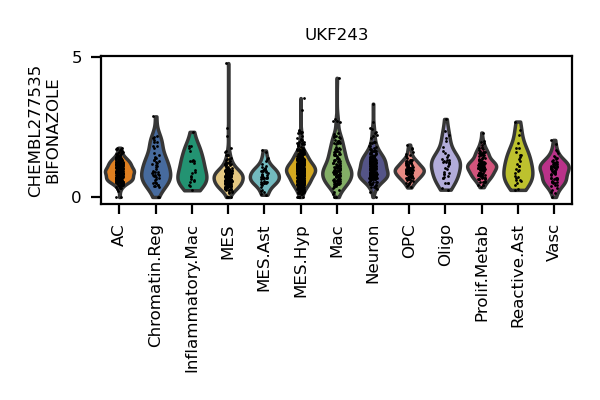 UKF243
CHEMBL277535
BIFONAZOLE
5
0
AC
Chromatin.Reg
Inflammatory.Mac
MES
MES.Ast
MES.Hyp
Mac
Neuron
OPC
Oligo
Prolif.Metab
Reactive.Ast
Vasc